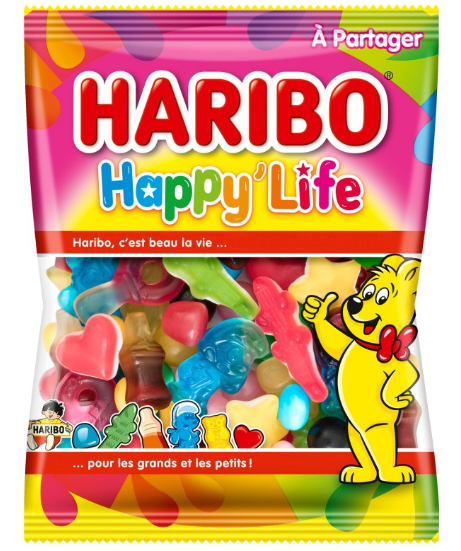 À Partager
HARIBO®
Happy'Life
Haribo, c'est beau la vie ...
HARIBO
... pour les grands et les petits !